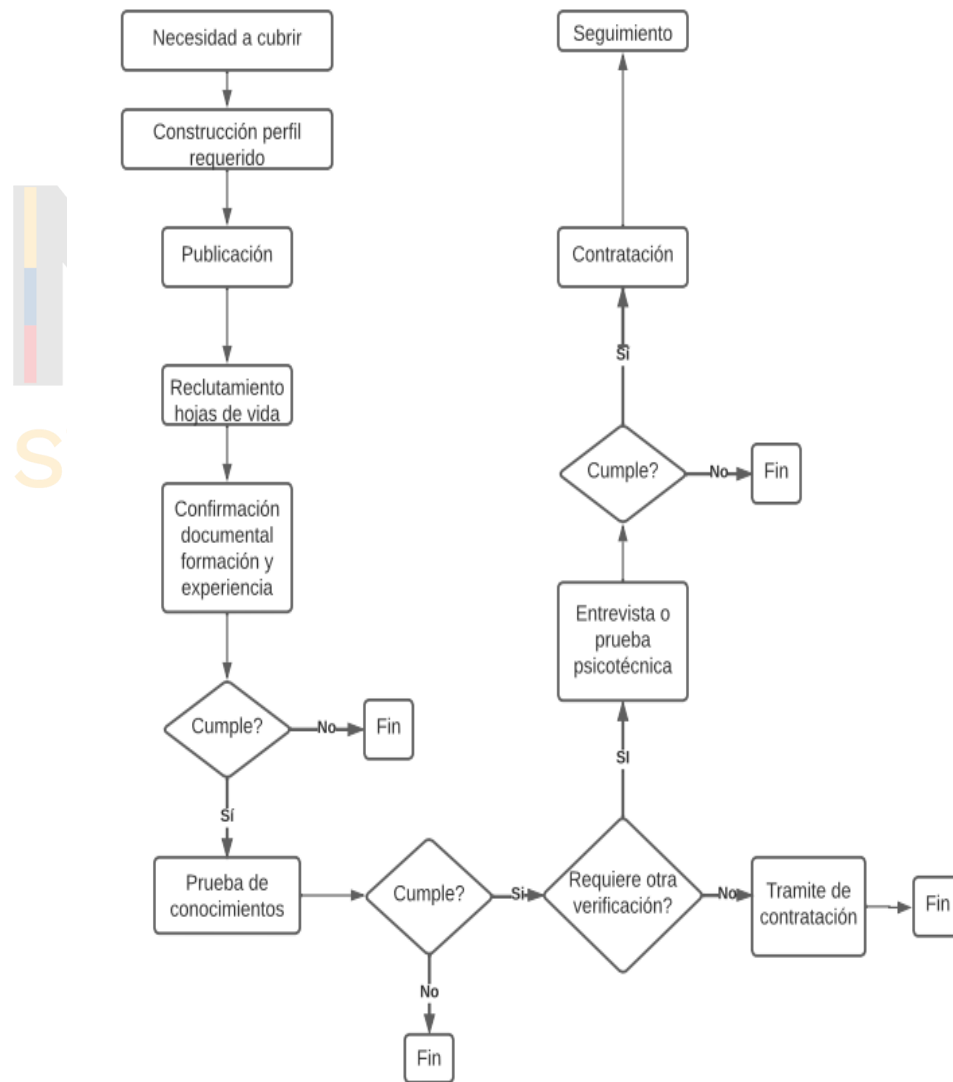 Necesidad a cubrir
Construcción perfil
requerido
Publicación
Reclutamiento
hojas de vida
Confirmación
documental
formación y
experiencia
Cumple?
No
Fin
Sí
Prueba de
conocimientos
Cumple?
No
Fin
Si
Requiere otra
verificación?
No
Tramite de
contratación
Fin
SI
Entrevista o
prueba
psicotécnica
Cumple?
No
Fin
Si
Contratación
Seguimiento
S